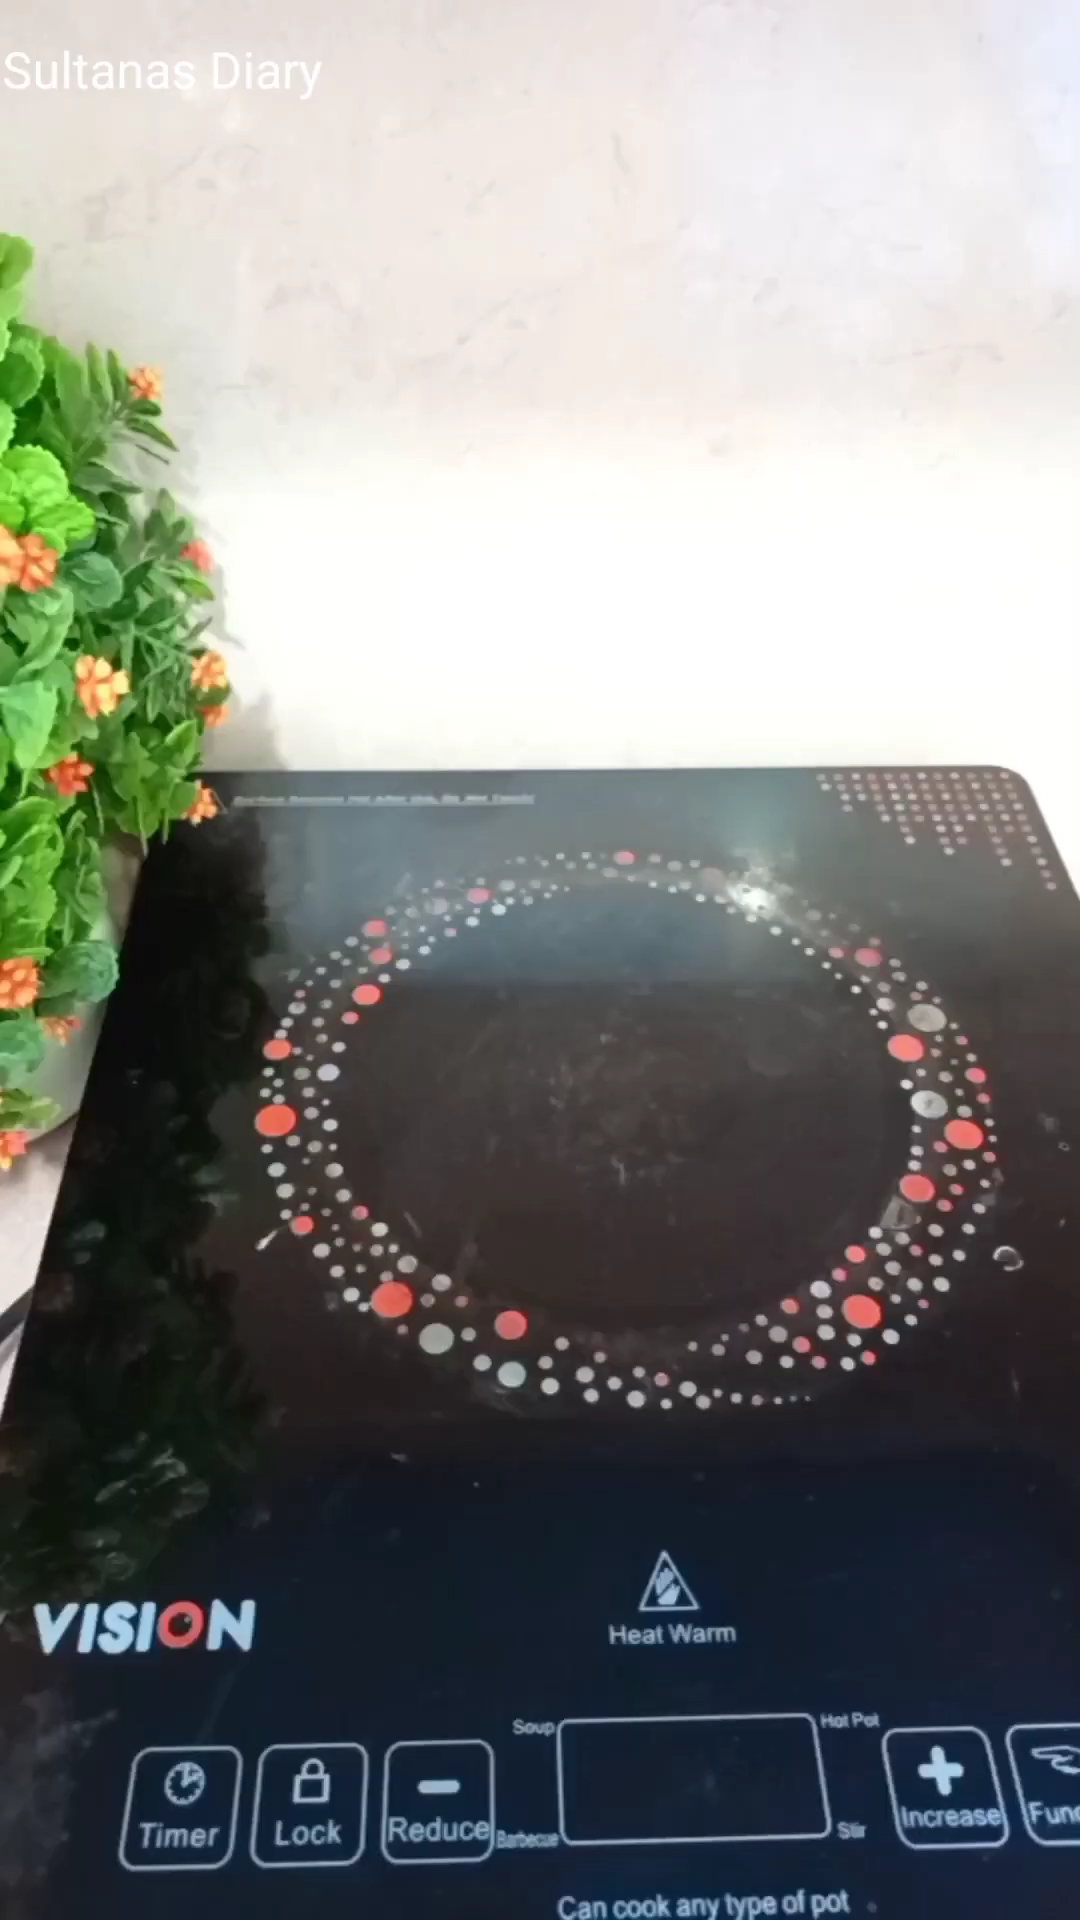 Sultanas Diary
VISION
Heat Warm
Soup
Hot Pot
Timer
Lock
Reduce
Barbecue
Stir
Increase
Can cook any type of pot